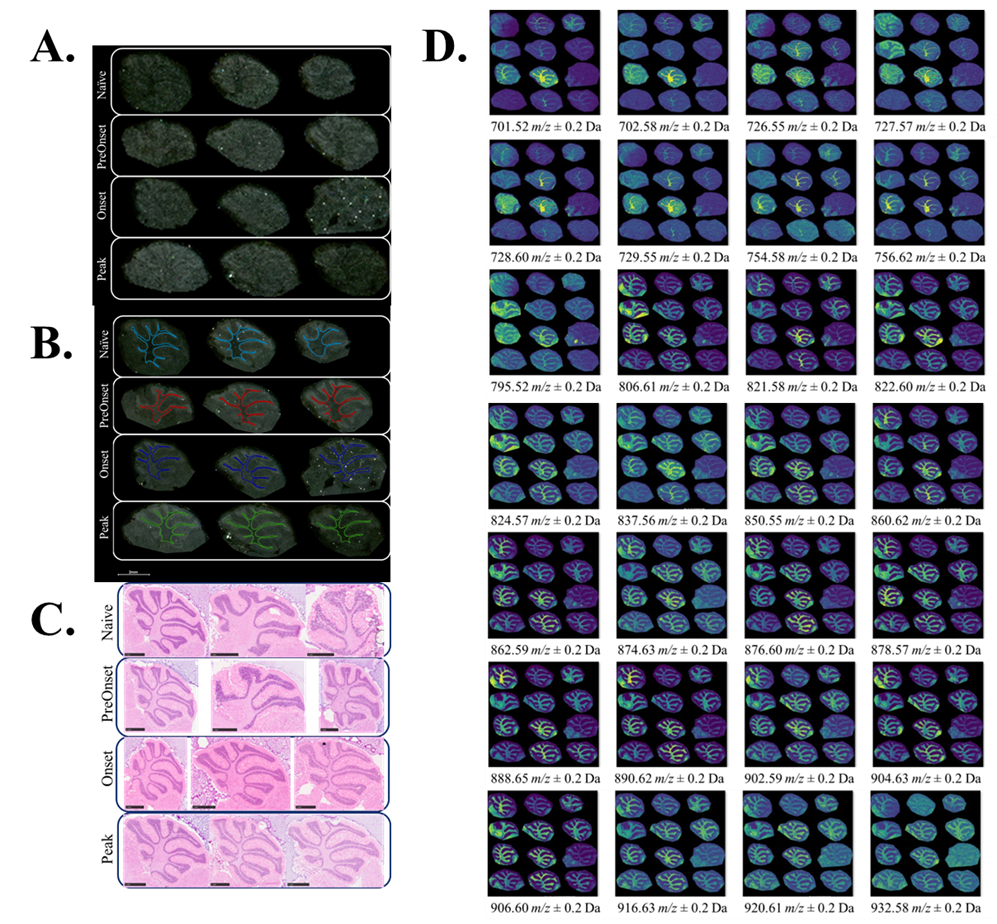 A.
Naïve
PreOnset
Onset
Peak
B.
Naïve
PreOnset
Onset
Peak
C.
Naïve
PreOnset
Onset
Peak
D.
701.52 m/z ± 0.2 Da 702.58 m/z ± 0.2 Da 726.55 m/z ± 0.2 Da 727.57 m/z ± 0.2 Da
728.60 m/z ± 0.2 Da 729.55 m/z ± 0.2 Da 754.58 m/z ± 0.2 Da 756.62 m/z ± 0.2 Da
795.52 m/z ± 0.2 Da 806.61 m/z ± 0.2 Da 821.58 m/z ± 0.2 Da 822.60 m/z ± 0.2 Da
824.57 m/z ± 0.2 Da 837.56 m/z ± 0.2 Da 850.55 m/z ± 0.2 Da 860.62 m/z ± 0.2 Da
862.59 m/z ± 0.2 Da 874.63 m/z ± 0.2 Da 876.60 m/z ± 0.2 Da 878.57 m/z ± 0.2 Da
888.65 m/z ± 0.2 Da 890.62 m/z ± 0.2 Da 902.59 m/z ± 0.2 Da 904.63 m/z ± 0.2 Da
906.60 m/z ± 0.2 Da 916.63 m/z ± 0.2 Da 920.61 m/z ± 0.2 Da 932.58 m/z ± 0.2 Da